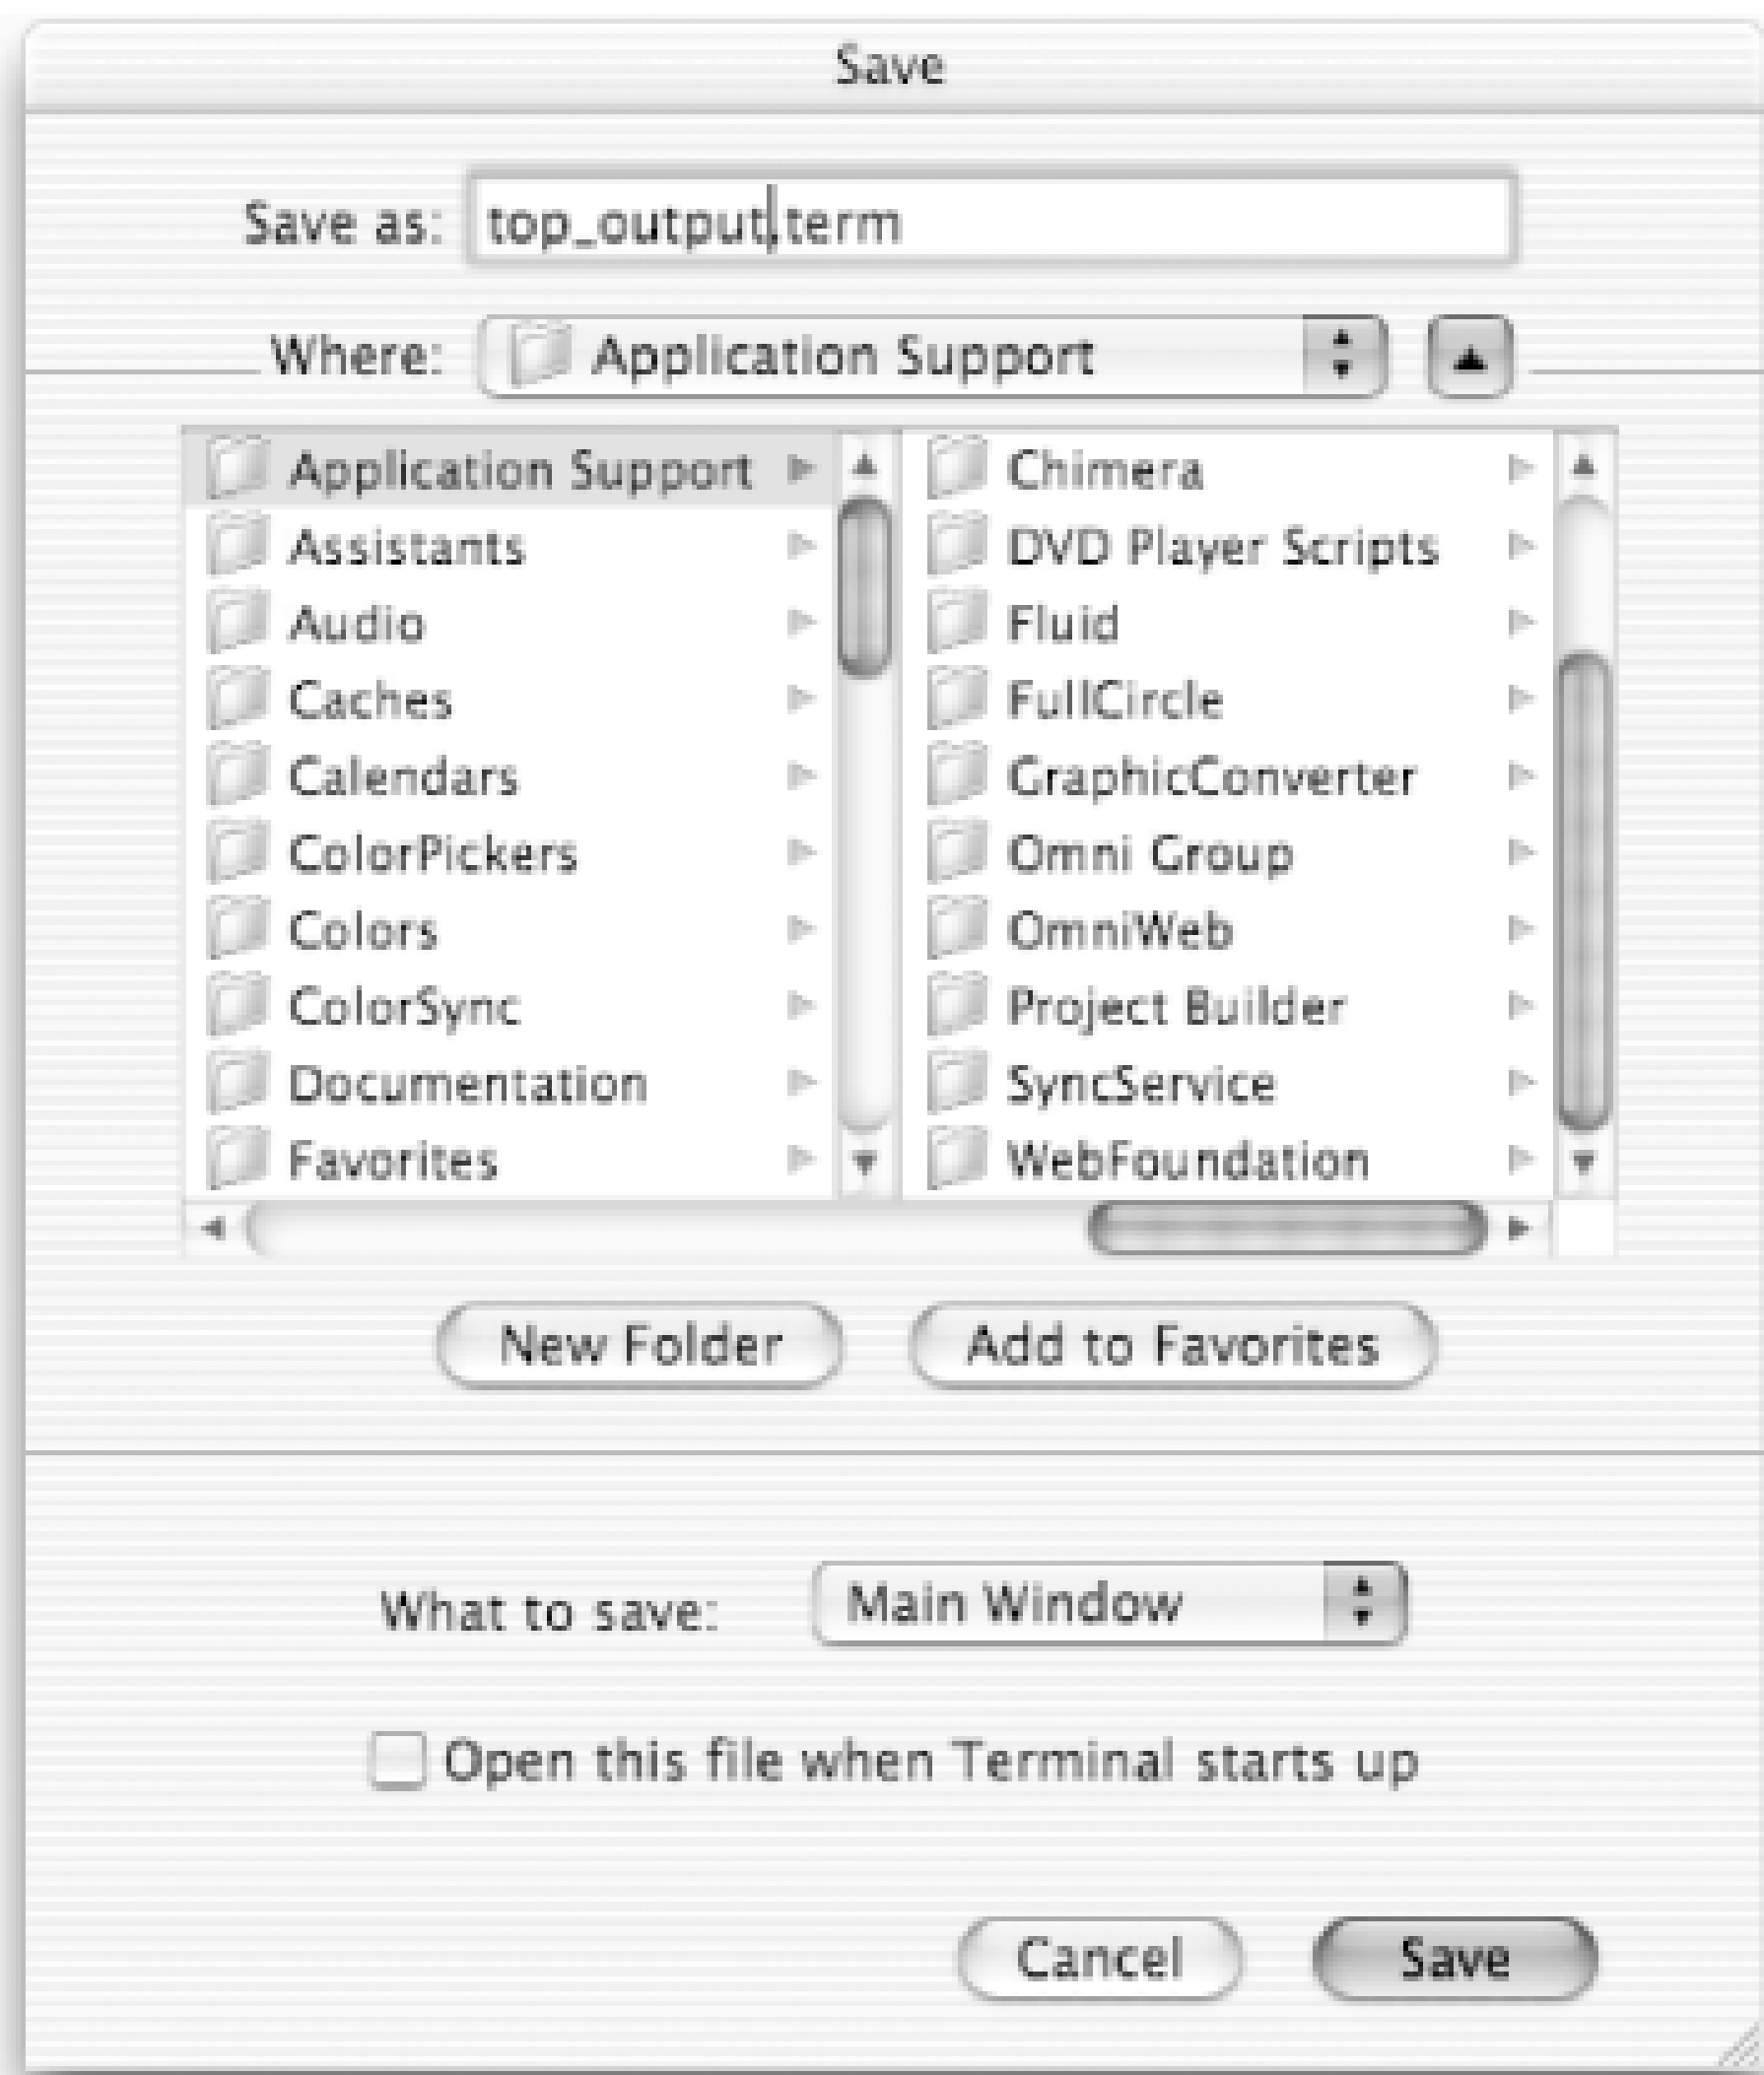 Save
Save as: top_output.term
Where: Application Support
Application Support
Assistants
Audio
Caches
Calendars
ColorPickers
Colors
ColorSync
Documentation
Favorites
Chimera
DVD Player Scripts
Fluid
FullCircle
GraphicConverter
Omni Group
OmniWeb
Project Builder
SyncService
WebFoundation
New Folder Add to Favorites
What to save: Main Window
Open this file when Terminal starts up
Cancel Save